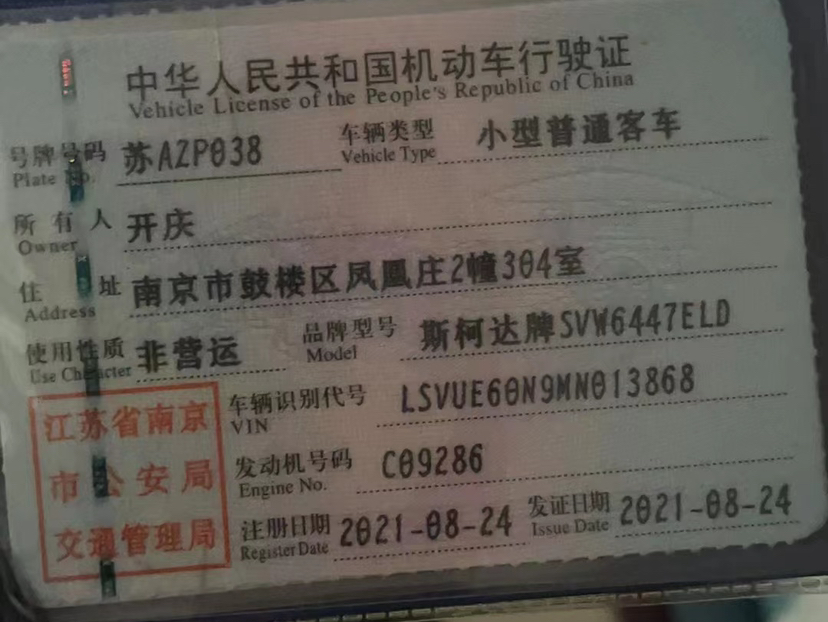 中华人民共和国机动车行驶证
Vehicle License of the People's Republic of China
号牌号码 苏AZP038 车辆类型 小型普通客车
Plate No. Vehicle Type
所有人 开庆
Owner
住址 南京市鼓楼区凤凰庄2幢304室
Address
使用性质 非营运 品牌型号 斯柯达牌SVW6447ELD
Use Character Model
江苏省南京
市公安局
交通管理局
车辆识别代号 LSVUE60N9MN013868
VIN
发动机号码 C09286
Engine No.
注册日期 2021-08-24 发证日期 2021-08-24
Register Date Issue Date